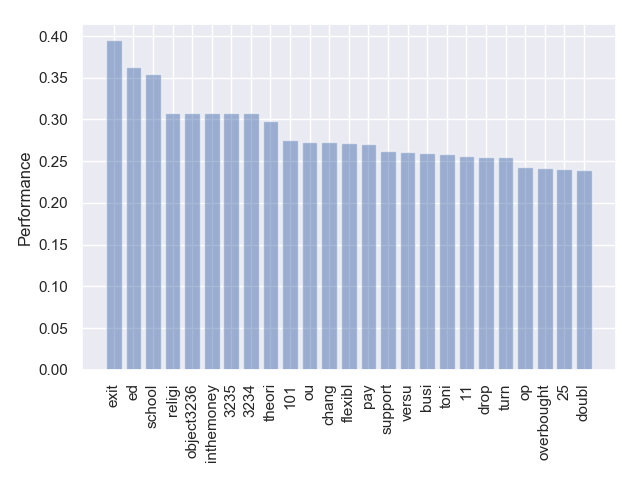 0.40
0.35
0.30
0.25
0.20
0.15
0.10
0.05
0.00
Performance
exit
ed
school
religi
object3236
inthemoney
3235
3234
theori
101
ou
chang
flexibl
pay
support
versu
busi
toni
11
drop
turn
op
overbought
25
doubl